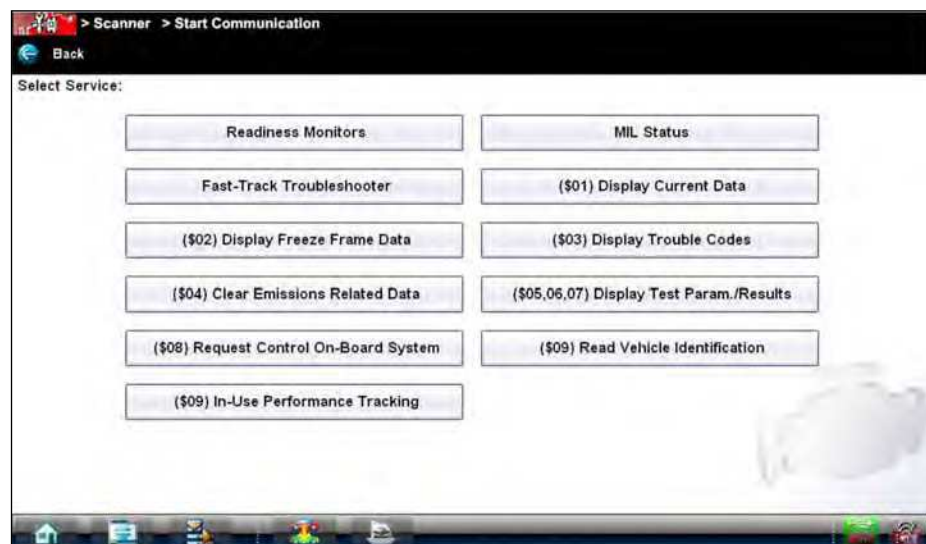 > Scanner > Start Communication
Back
Select Service:
Readiness Monitors
MIL Status
Fast-Track Troubleshooter
($01) Display Current Data
($02) Display Freeze Frame Data
($03) Display Trouble Codes
($04) Clear Emissions Related Data
($05,06,07) Display Test Param./Results
($08) Request Control On-Board System
($09) Read Vehicle Identification
($09) In-Use Performance Tracking